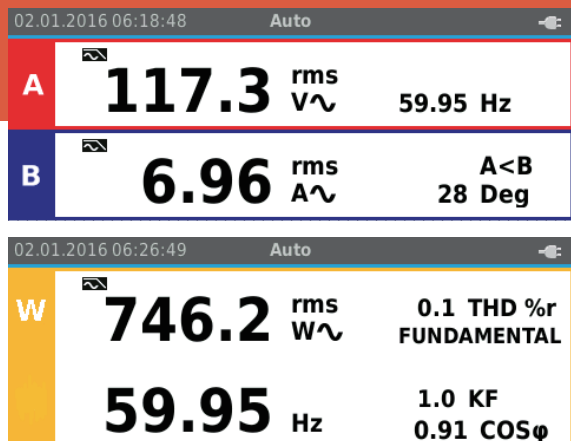 02.01.2016 06:18:48 Auto
A 117.3 rms V∿ 59.95 Hz
B 6.96 rms A∿ A<B 28 Deg
02.01.2016 06:26:49 Auto
W 746.2 rms W∿ 0.1 THD %r
FUNDAMENTAL
59.95 Hz 1.0 KF
0.91 COSφ